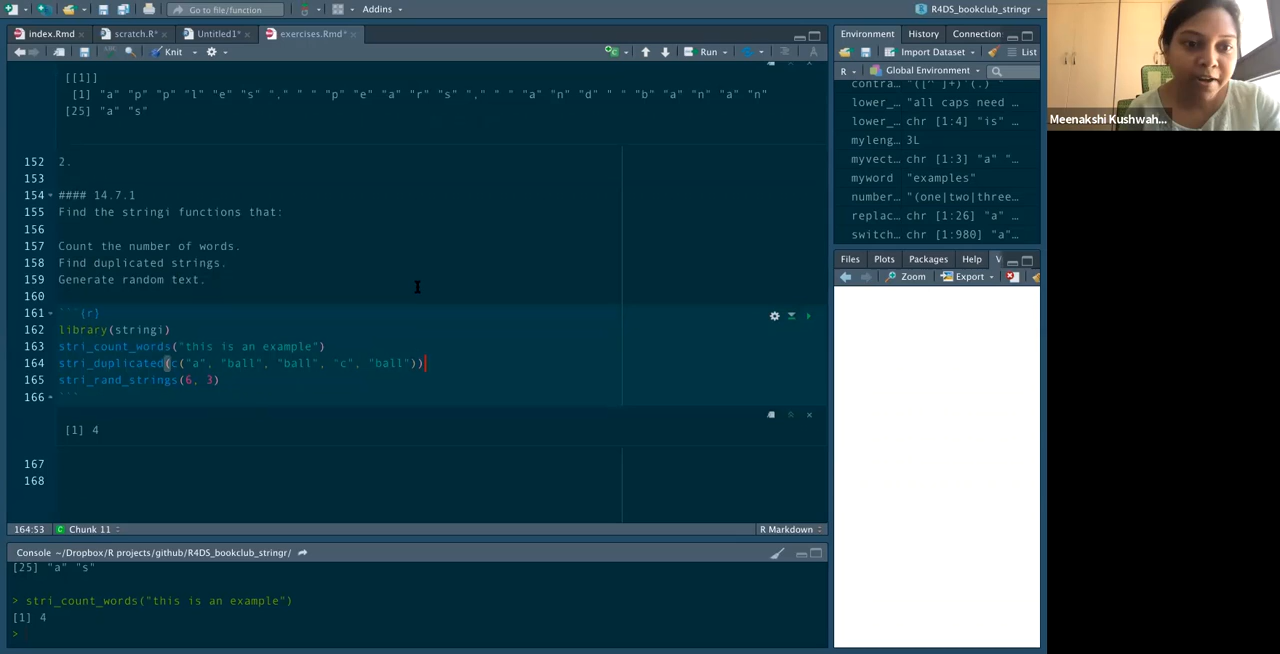 Go to file/function
Addins
R4DS_bookclub_stringr
index.Rmd
scratch.R*
Untitled1*
exercises.Rmd*
Knit
Run
[[1]]
[1] "a" "p" "p" "l" "e" "s" "," " " "p" "e" "a" "r" "s" "," " " "a" "n" "d" " " "b" "a" "n" "a" "n"
[25] "a" "s"
152 2.
153
154 #### 14.7.1
155 Find the stringi functions that:
156
157 Count the number of words.
158 Find duplicated strings.
159 Generate random text.
160
161 ```{r}
162 library(stringi)
163 stri_count_words("this is an example")
164 stri_duplicated(c("a", "ball", "ball", "c", "ball"))
165 stri_rand_strings(6, 3)
166 ```
[1] 4
167
168
164:53 Chunk 11 R Markdown
Console ~/Dropbox/R projects/github/R4DS_bookclub_stringr/
[25] "a" "s"
> stri_count_words("this is an example")
[1] 4
>
Environment History Connection
Import Dataset List
R Global Environment
contra… "([^ ]+)"(.) …
lower_… "all caps need …
lower_… chr [1:4] "is" …
myleng… 3L
myvect… chr [1:3] "a" "…
myword "examples"
number… "(one|two|three…
replac… chr [1:26] "a" …
switch… chr [1:980] "a"…
Files Plots Packages Help V
Zoom Export
Meenakshi Kushwah...